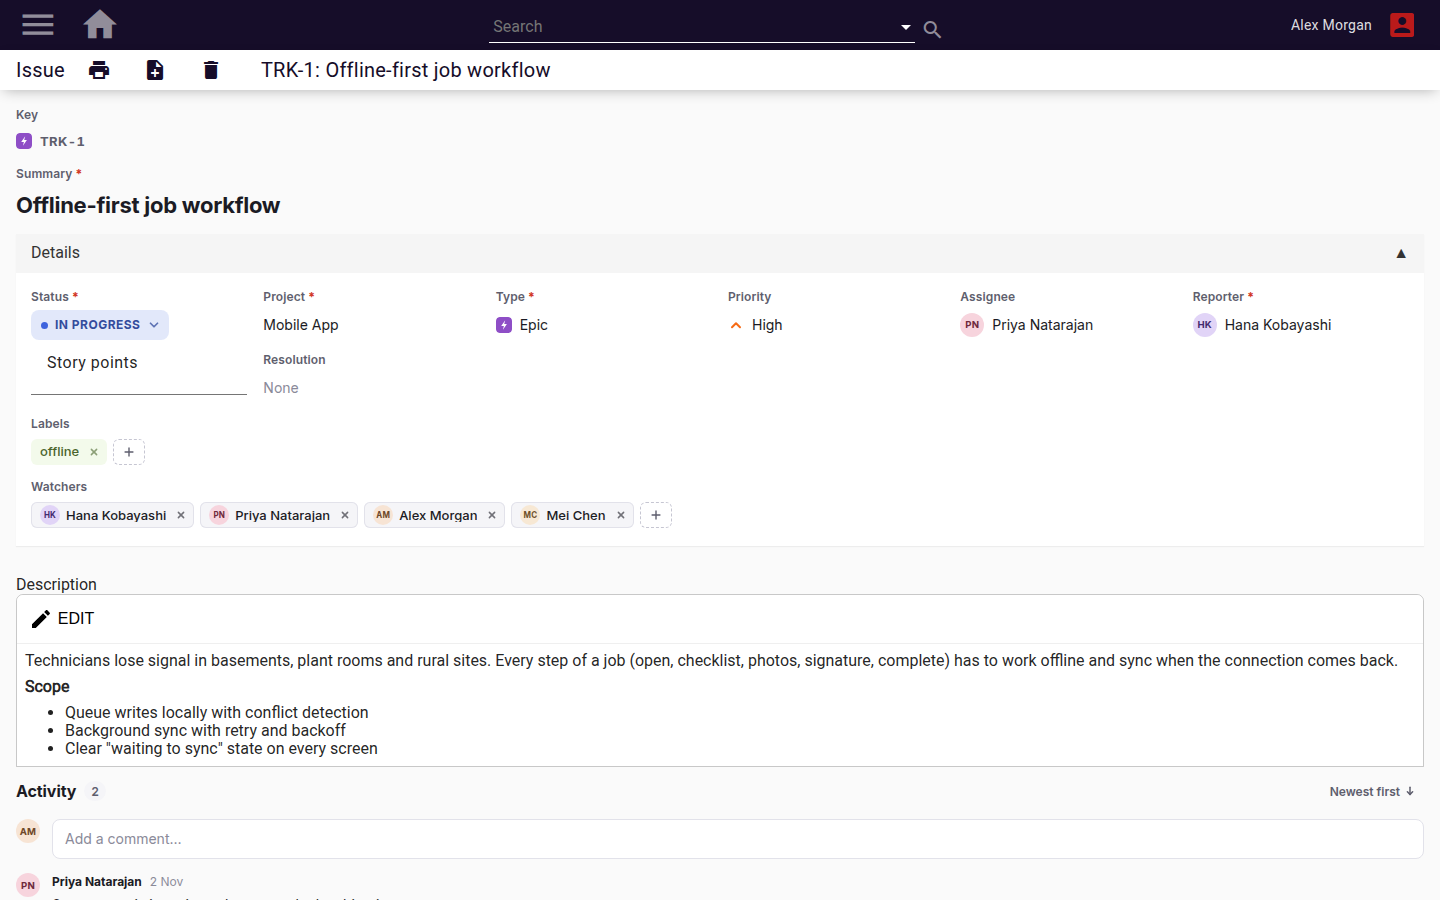 Search
Alex Morgan
Issue
TRK-1: Offline-first job workflow
Key
TRK-1
Summary *
Offline-first job workflow
Details
Status * Project * Type * Priority Assignee Reporter *
IN PROGRESS Mobile App Epic High PN Priya Natarajan HK Hana Kobayashi
Story points Resolution
None
Labels
offline × +
Watchers
HK Hana Kobayashi × PN Priya Natarajan × AM Alex Morgan × MC Mei Chen × +
Description
EDIT
Technicians lose signal in basements, plant rooms and rural sites. Every step of a job (open, checklist, photos, signature, complete) has to work offline and sync when the connection comes back.
Scope
• Queue writes locally with conflict detection
• Background sync with retry and backoff
• Clear "waiting to sync" state on every screen
Activity 2 Newest first ↓
AM Add a comment...
PN Priya Natarajan 2 Nov